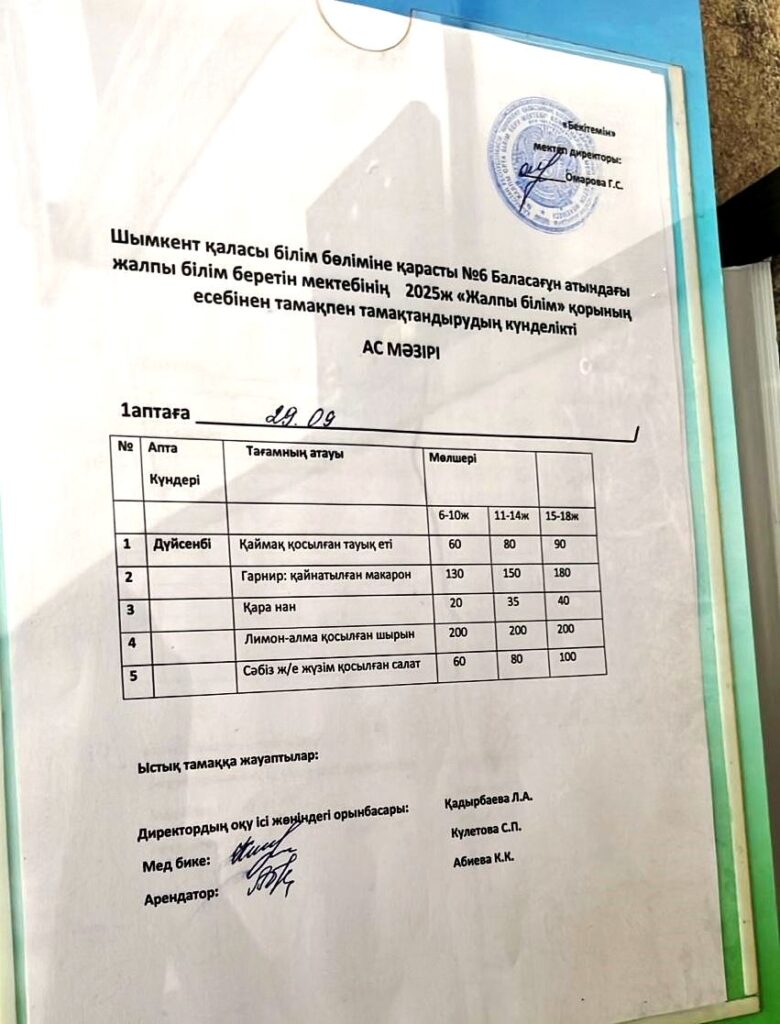 «Бекітемін»
мектеп директоры:
Омарова Г.С.
Шымкент қаласы білім бөліміне қарасты №6 Баласағұн атындағы
жалпы білім беретін мектебінің 2025ж «Жалпы білім» қорының
есебінен тамақпен тамақтандырудың күнделікті
АС МӘЗІРІ
1аптаға 29.09
№ Апта Күндері Тағамның атауы Мөлшері
6-10ж 11-14ж 15-18ж
1 Дүйсенбі Қаймақ қосылған тауық еті 60 80 90
2 Гарнир: қайнатылған макарон 130 150 180
3 Қара нан 20 35 40
4 Лимон-алма қосылған шырын 200 200 200
5 Сәбіз ж/е жүзім қосылған салат 60 80 100
Ыстық тамаққа жауаптылар:
Директордың оқу ісі жөніндегі орынбасары: Қадырбаева Л.А.
Мед бике: Кулетова С.П.
Арендатор: Абиева К.К.